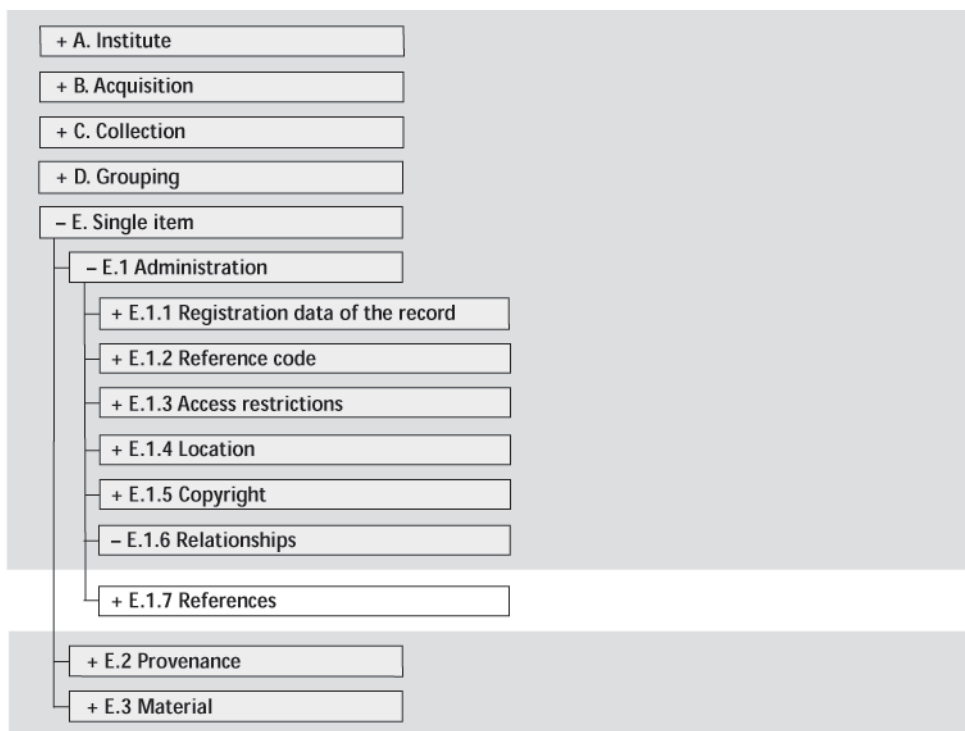 + A. Institute
+ B. Acquisition
+ C. Collection
+ D. Grouping
– E. Single item
– E.1 Administration
+ E.1.1 Registration data of the record
+ E.1.2 Reference code
+ E.1.3 Access restrictions
+ E.1.4 Location
+ E.1.5 Copyright
– E.1.6 Relationships
+ E.1.7 References
+ E.2 Provenance
+ E.3 Material